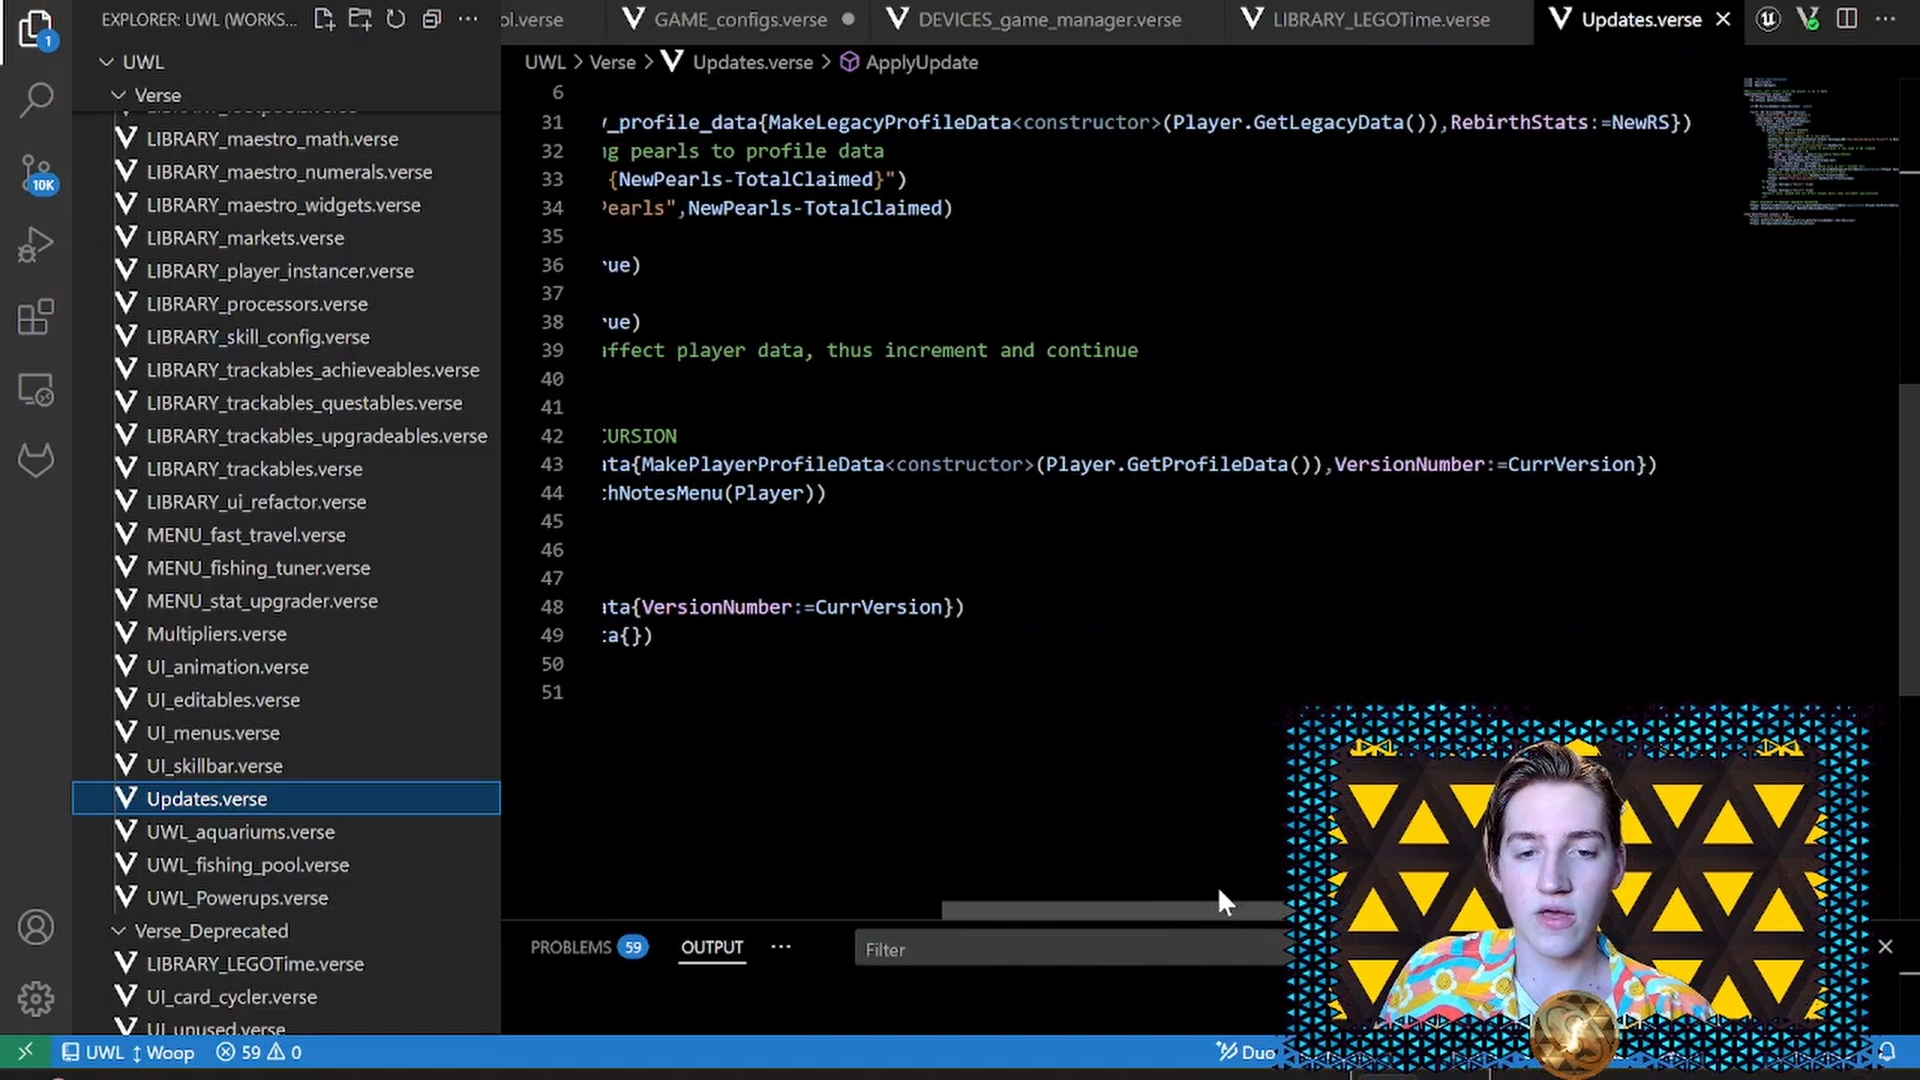 EXPLORER: UWL (WORKS...
ol.verse
GAME_configs.verse
DEVICES_game_manager.verse
LIBRARY_LEGOTime.verse
Updates.verse
1
UWL
UWL > Verse > Updates.verse > ApplyUpdate
Verse
LIBRARY_maestro_math.verse
LIBRARY_maestro_numerals.verse
10K
LIBRARY_maestro_widgets.verse
LIBRARY_markets.verse
LIBRARY_player_instancer.verse
LIBRARY_processors.verse
LIBRARY_skill_config.verse
LIBRARY_trackables_achieveables.verse
LIBRARY_trackables_questables.verse
LIBRARY_trackables_upgradeables.verse
LIBRARY_trackables.verse
LIBRARY_ui_refactor.verse
MENU_fast_travel.verse
MENU_fishing_tuner.verse
MENU_stat_upgrader.verse
Multipliers.verse
UI_animation.verse
UI_editables.verse
UI_menus.verse
UI_skillbar.verse
Updates.verse
UWL_aquariums.verse
UWL_fishing_pool.verse
UWL_Powerups.verse
Verse_Deprecated
LIBRARY_LEGOTime.verse
UI_card_cycler.verse
UI_unused.verse
6
31 _profile_data{MakeLegacyProfileData<constructor>(Player.GetLegacyData()),RebirthStats:=NewRS})
32 ng pearls to profile data
33 {NewPearls-TotalClaimed}")
34 earls",NewPearls-TotalClaimed)
35
36 ue)
37
38 ue)
39 ffect player data, thus increment and continue
40
41
42 URSION
43 ta{MakePlayerProfileData<constructor>(Player.GetProfileData()),VersionNumber:=CurrVersion})
44 hNotesMenu(Player))
45
46
47
48 ta{VersionNumber:=CurrVersion})
49 a{})
50
51
PROBLEMS 59 OUTPUT ...
Filter
UWL Woop 59 0
Duo